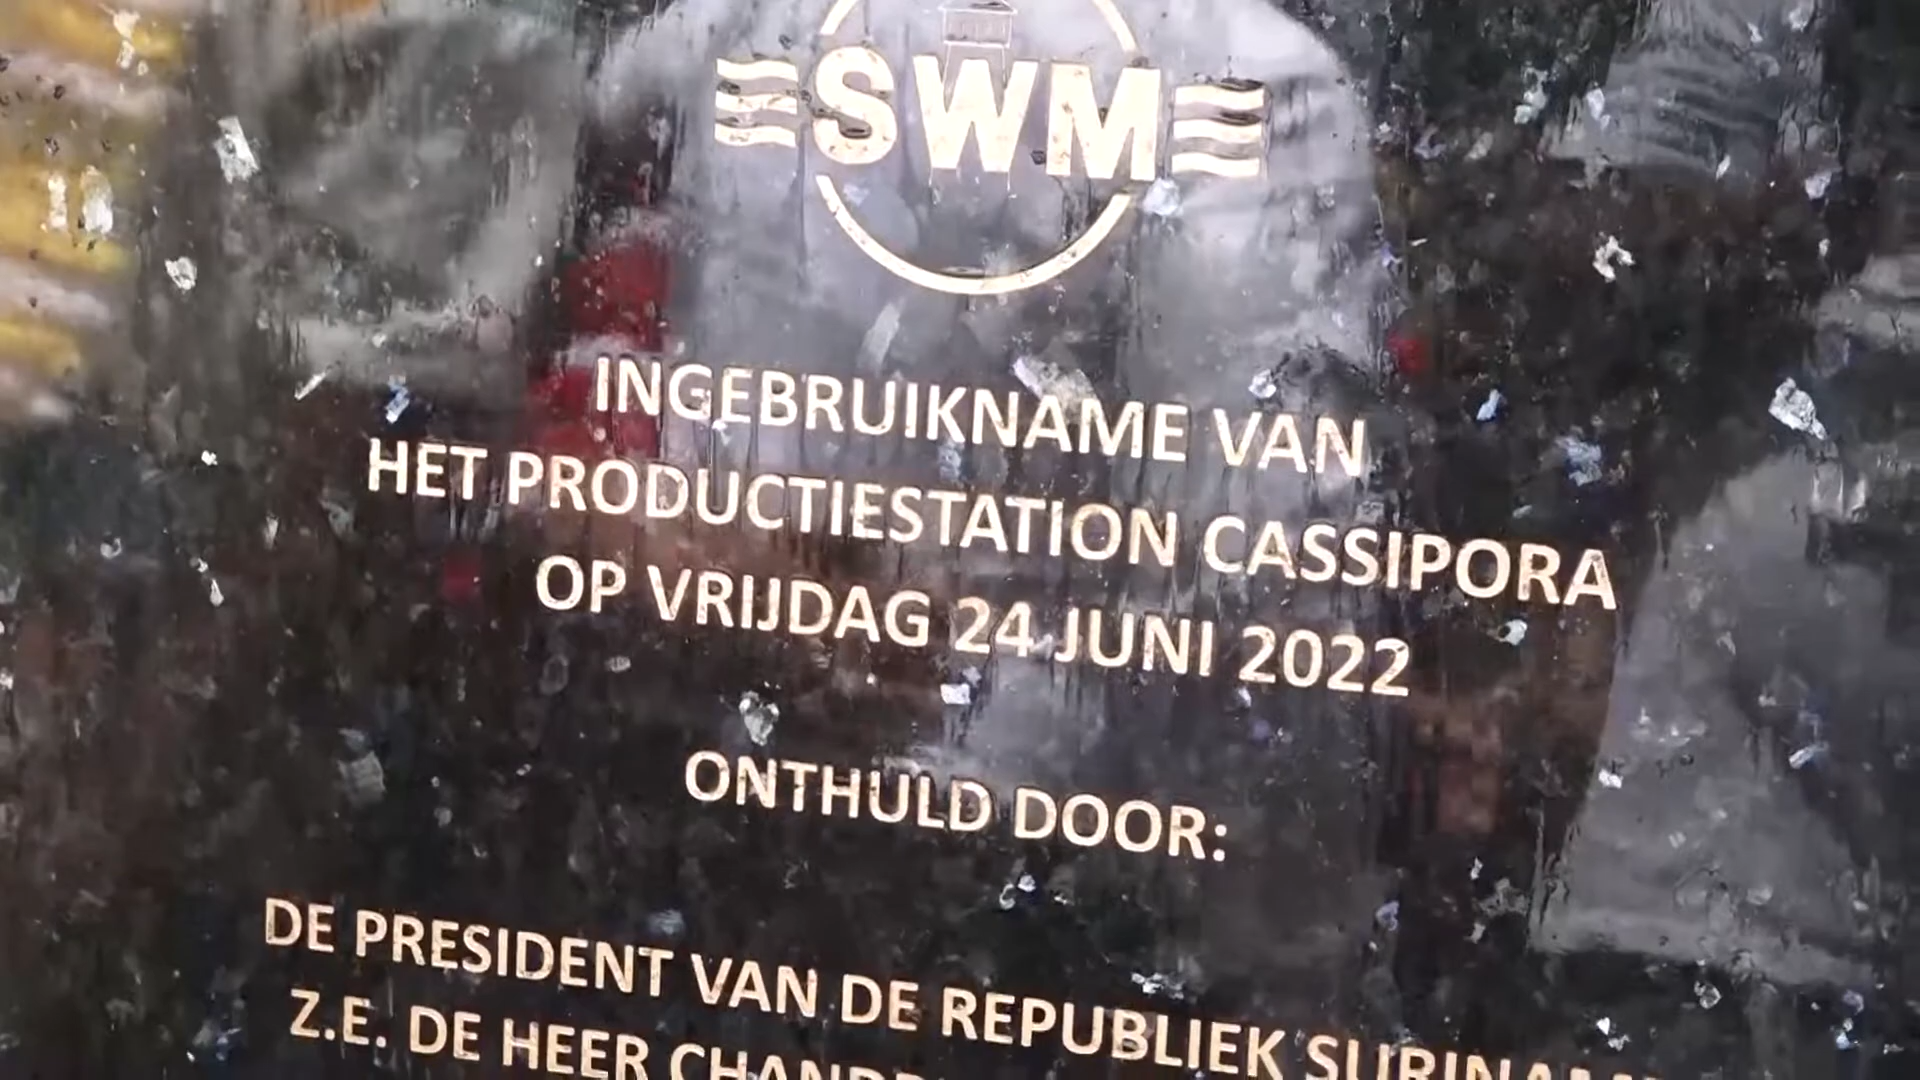 SWM
INGEBRUIKNAME VAN
HET PRODUCTIESTATION CASSIPORA
OP VRIJDAG 24 JUNI 2022
ONTHULD DOOR:
DE PRESIDENT VAN DE REPUBLIEK SURINAME
Z.E. DE HEER